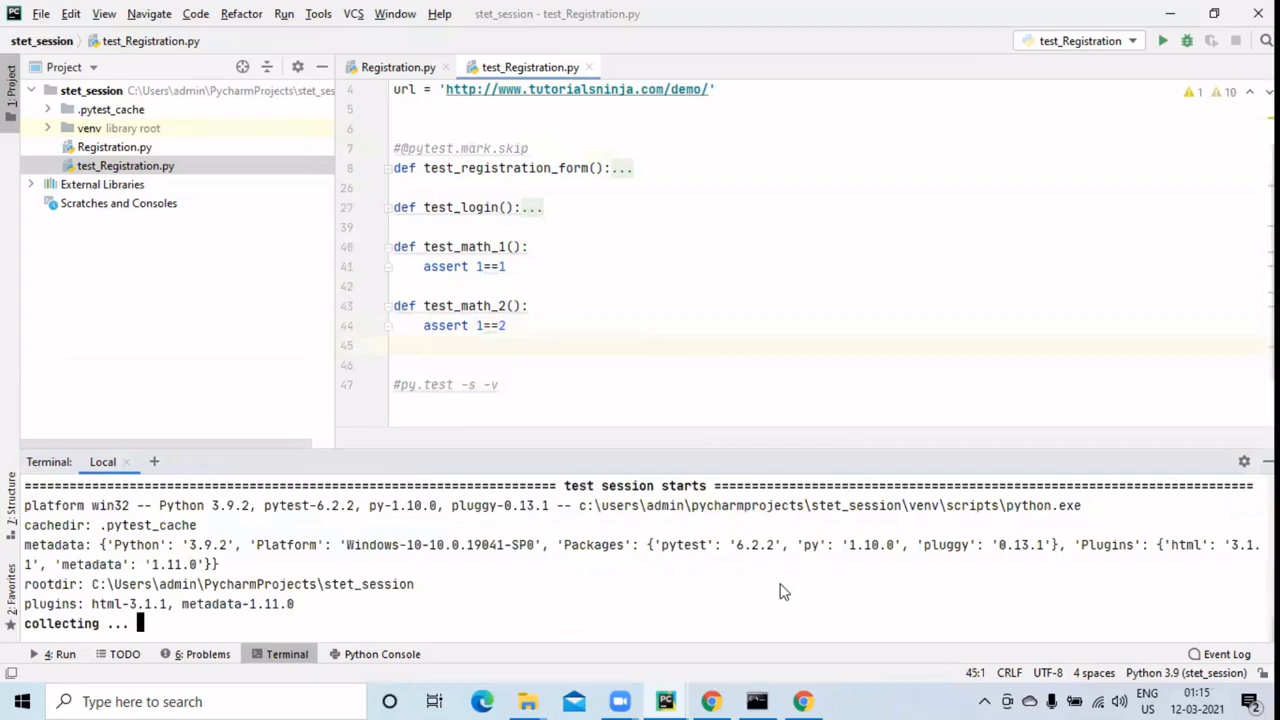 PC File Edit View Navigate Code Refactor Run Tools VCS Window Help stet_session - test_Registration.py
stet_session test_Registration.py test_Registration
1: Project Project Registration.py test_Registration.py
stet_session C:\Users\admin\PycharmProjects\stet_ses
.pytest_cache
venv library root
Registration.py
test_Registration.py
External Libraries
Scratches and Consoles
1 10
4 url = 'http://www.tutorialsninja.com/demo/'
5
6
7 #@pytest.mark.skip
8 def test_registration_form():...
26
27 def test_login():...
39
40 def test_math_1():
41 assert 1==1
42
43 def test_math_2():
44 assert 1==2
45
46
47 #py.test -s -v
Terminal: Local
7: Structure
2: Favorites
============ test session starts ============
platform win32 -- Python 3.9.2, pytest-6.2.2, py-1.10.0, pluggy-0.13.1 -- c:\users\admin\pycharmprojects\stet_session\venv\scripts\python.exe
cachedir: .pytest_cache
metadata: {'Python': '3.9.2', 'Platform': 'Windows-10-10.0.19041-SP0', 'Packages': {'pytest': '6.2.2', 'py': '1.10.0', 'pluggy': '0.13.1'}, 'Plugins': {'html': '3.1.
1', 'metadata': '1.11.0'}}
rootdir: C:\Users\admin\PycharmProjects\stet_session
plugins: html-3.1.1, metadata-1.11.0
collecting ...
4: Run TODO 6: Problems Terminal Python Console Event Log
45:1 CRLF UTF-8 4 spaces Python 3.9 (stet_session)
Type here to search PC ENG 01:15
US 12-03-2021 2